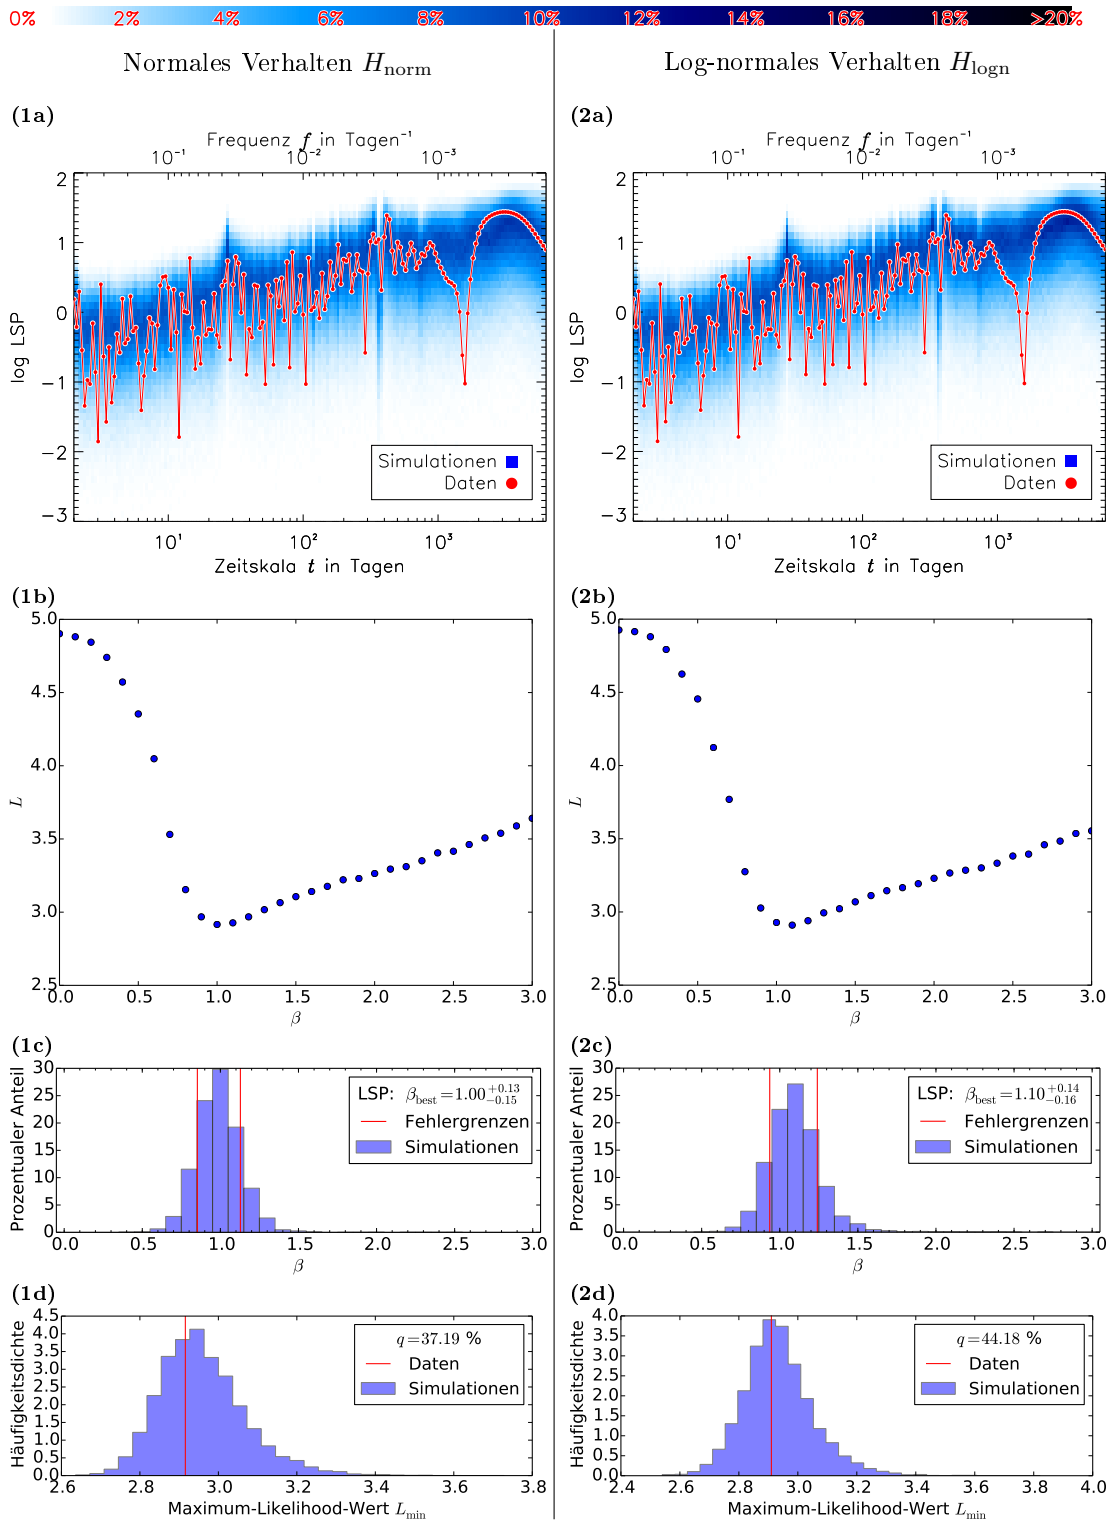 0% 2% 4% 6% 8% 10% 12% 14% 16% 18% >20%
Normales Verhalten H_norm
Log-normales Verhalten H_logn
(1a)
Frequenz f in Tagen⁻¹
10⁻¹ 10⁻² 10⁻³
2
1
0
−1
−2
−3
log LSP
Simulationen
Daten
10¹ 10² 10³
Zeitskala t in Tagen
(2a)
Frequenz f in Tagen⁻¹
10⁻¹ 10⁻² 10⁻³
2
1
0
−1
−2
−3
log LSP
Simulationen
Daten
10¹ 10² 10³
Zeitskala t in Tagen
(1b)
5.0
4.5
4.0
3.5
3.0
2.5
L
0.0 0.5 1.0 1.5 2.0 2.5 3.0
β
(2b)
5.0
4.5
4.0
3.5
3.0
2.5
L
0.0 0.5 1.0 1.5 2.0 2.5 3.0
β
(1c)
30
25
20
15
10
5
0
Prozentualer Anteil
LSP: β_best=1.00^{+0.13}_{−0.15}
Fehlergrenzen
Simulationen
0.0 0.5 1.0 1.5 2.0 2.5 3.0
β
(2c)
30
25
20
15
10
5
0
Prozentualer Anteil
LSP: β_best=1.10^{+0.14}_{−0.16}
Fehlergrenzen
Simulationen
0.0 0.5 1.0 1.5 2.0 2.5 3.0
β
(1d)
4.5
4.0
3.5
3.0
2.5
2.0
1.5
1.0
0.5
0.0
Häufigkeitsdichte
q=37.19 %
Daten
Simulationen
2.6 2.8 3.0 3.2 3.4 3.6 3.8
Maximum-Likelihood-Wert L_min
(2d)
4.0
3.5
3.0
2.5
2.0
1.5
1.0
0.5
0.0
Häufigkeitsdichte
q=44.18 %
Daten
Simulationen
2.4 2.6 2.8 3.0 3.2 3.4 3.6 3.8 4.0
Maximum-Likelihood-Wert L_min